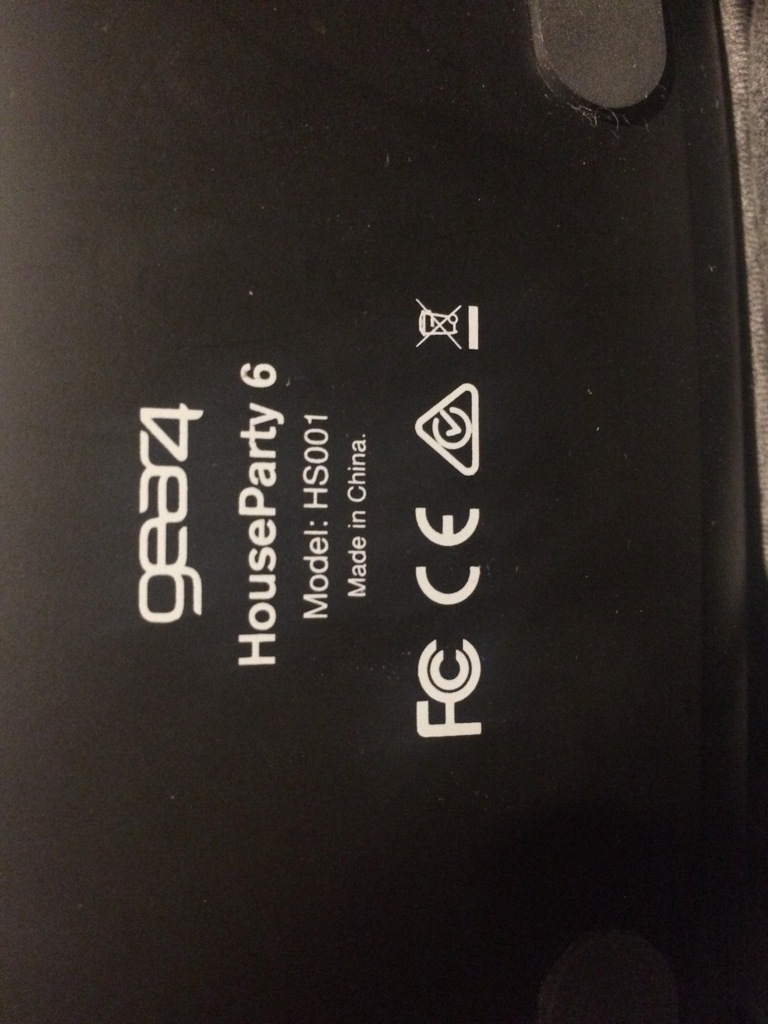 gear4
HouseParty 6
Model: HS001
Made in China.
FC CE